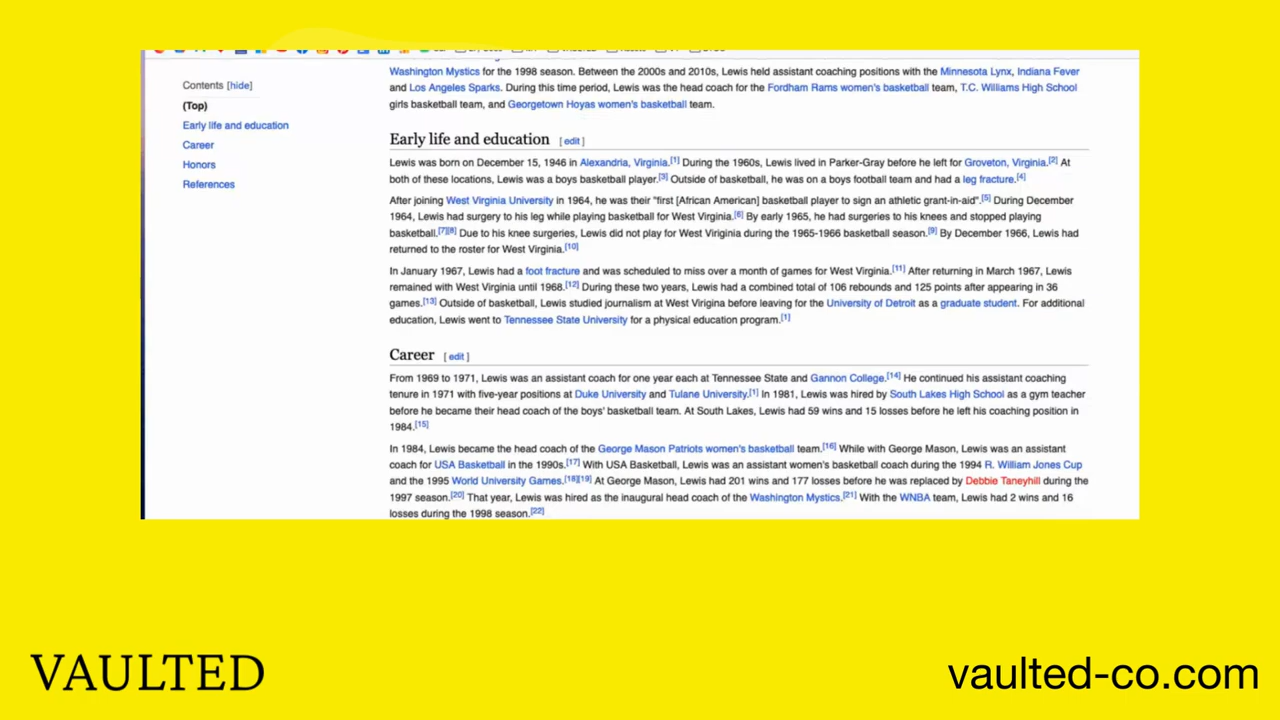 Contents [hide]
(Top)
Early life and education
Career
Honors
References
Washington Mystics for the 1998 season. Between the 2000s and 2010s, Lewis held assistant coaching positions with the Minnesota Lynx, Indiana Fever
and Los Angeles Sparks. During this time period, Lewis was the head coach for the Fordham Rams women's basketball team, T.C. Williams High School
girls basketball team, and Georgetown Hoyas women's basketball team.
Early life and education [ edit ]
Lewis was born on December 15, 1946 in Alexandria, Virginia.[1] During the 1960s, Lewis lived in Parker-Gray before he left for Groveton, Virginia.[2] At
both of these locations, Lewis was a boys basketball player.[3] Outside of basketball, he was on a boys football team and had a leg fracture.[4]
After joining West Virginia University in 1964, he was their "first [African American] basketball player to sign an athletic grant-in-aid".[5] During December
1964, Lewis had surgery to his leg while playing basketball for West Virginia.[6] By early 1965, he had surgeries to his knees and stopped playing
basketball.[7][8] Due to his knee surgeries, Lewis did not play for West Virginia during the 1965-1966 basketball season.[9] By December 1966, Lewis had
returned to the roster for West Virginia.[10]
In January 1967, Lewis had a foot fracture and was scheduled to miss over a month of games for West Virginia.[11] After returning in March 1967, Lewis
remained with West Virginia until 1968.[12] During these two years, Lewis had a combined total of 106 rebounds and 125 points after appearing in 36
games.[13] Outside of basketball, Lewis studied journalism at West Virigina before leaving for the University of Detroit as a graduate student. For additional
education, Lewis went to Tennessee State University for a physical education program.[1]
Career [ edit ]
From 1969 to 1971, Lewis was an assistant coach for one year each at Tennessee State and Gannon College.[14] He continued his assistant coaching
tenure in 1971 with five-year positions at Duke University and Tulane University.[1] In 1981, Lewis was hired by South Lakes High School as a gym teacher
before he became their head coach of the boys' basketball team. At South Lakes, Lewis had 59 wins and 15 losses before he left his coaching position in
1984.[15]
In 1984, Lewis became the head coach of the George Mason Patriots women's basketball team.[16] While with George Mason, Lewis was an assistant
coach for USA Basketball in the 1990s.[17] With USA Basketball, Lewis was an assistant women's basketball coach during the 1994 R. William Jones Cup
and the 1995 World University Games.[18][19] At George Mason, Lewis had 201 wins and 177 losses before he was replaced by Debbie Taneyhill during the
1997 season.[20] That year, Lewis was hired as the inaugural head coach of the Washington Mystics.[21] With the WNBA team, Lewis had 2 wins and 16
losses during the 1998 season.[22]
VAULTED
vaulted-co.com